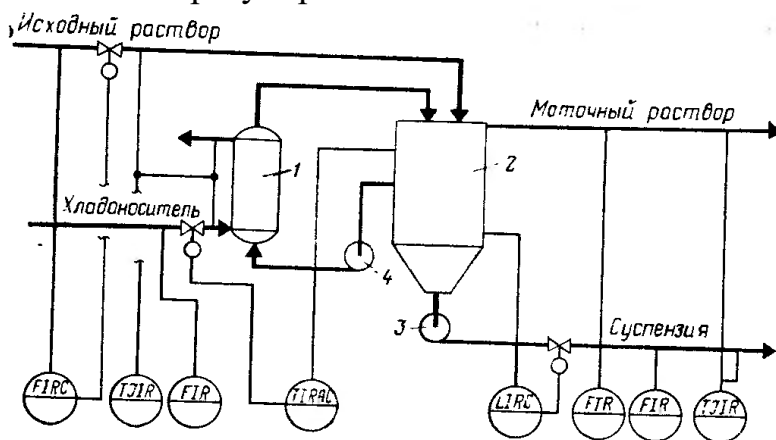 Исходный раствор
Маточный раствор
1
2
Хладоноситель
4
3
Суспензия
FIRC
TJIR
FIR
TIRAC
LIRC
FIR
FIR
TJIR